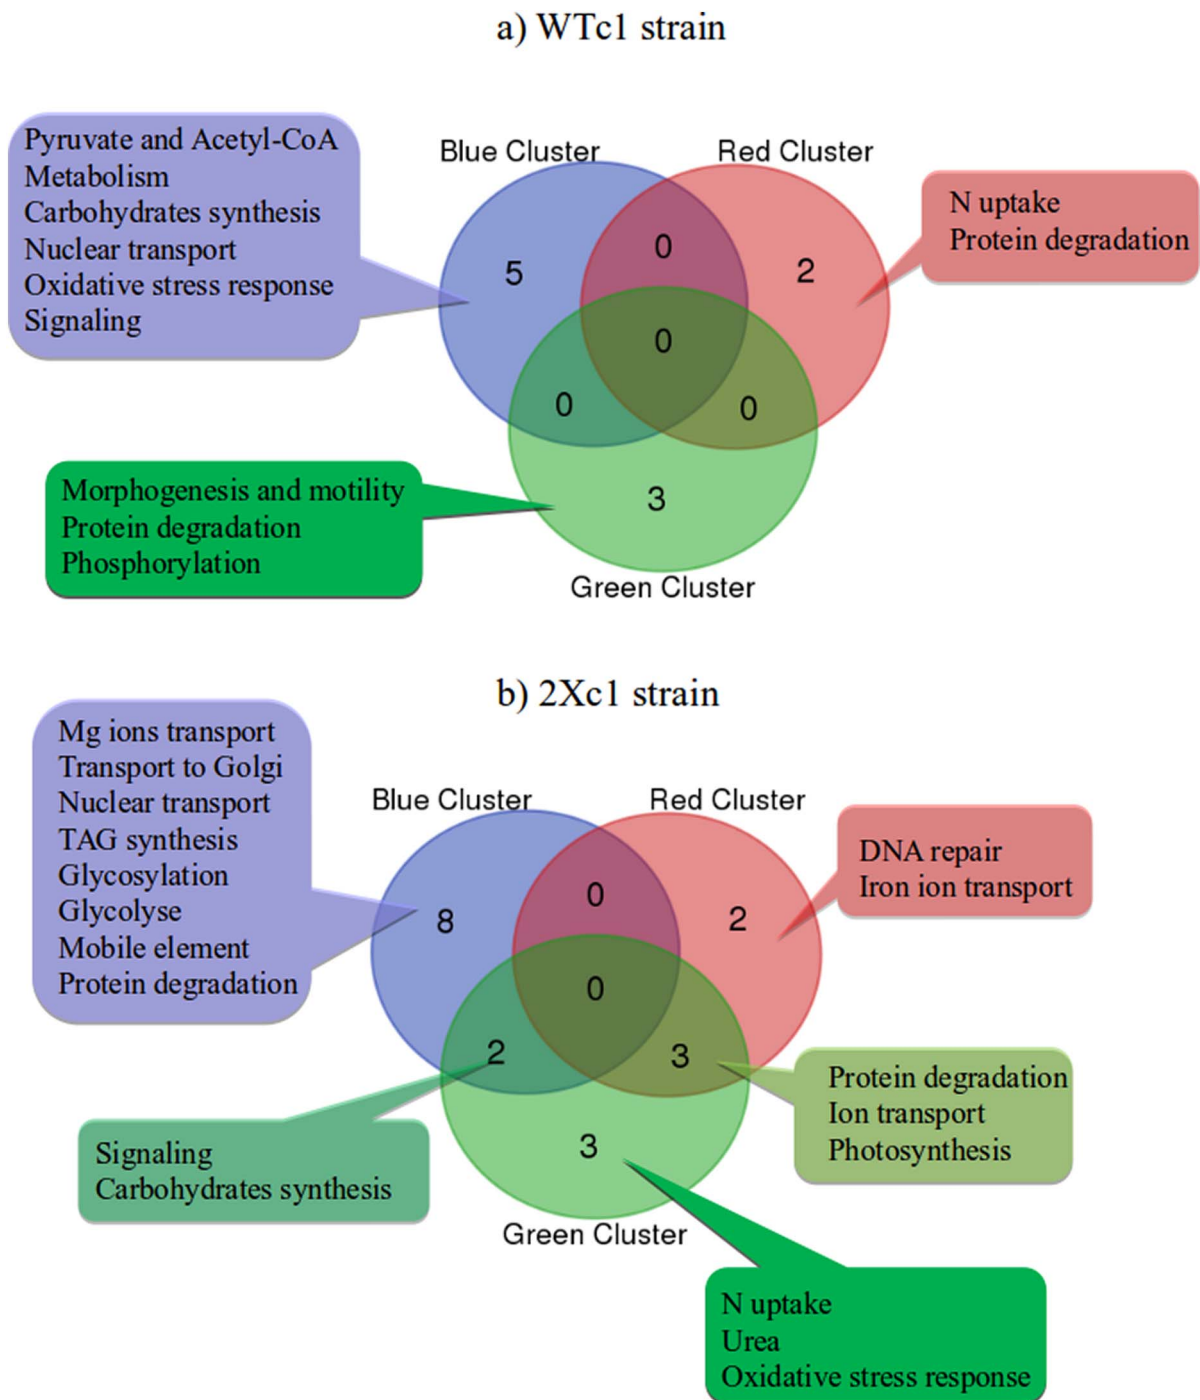 a) WTc1 strain
Pyruvate and Acetyl-CoA
Metabolism
Carbohydrates synthesis
Nuclear transport
Oxidative stress response
Signaling
Blue Cluster
Red Cluster
N uptake
Protein degradation
5
0
2
0
0
0
3
Morphogenesis and motility
Protein degradation
Phosphorylation
Green Cluster
b) 2Xc1 strain
Mg ions transport
Transport to Golgi
Nuclear transport
TAG synthesis
Glycosylation
Glycolyse
Mobile element
Protein degradation
Blue Cluster
Red Cluster
DNA repair
Iron ion transport
8
0
2
0
2
3
3
Protein degradation
Ion transport
Photosynthesis
Signaling
Carbohydrates synthesis
Green Cluster
N uptake
Urea
Oxidative stress response